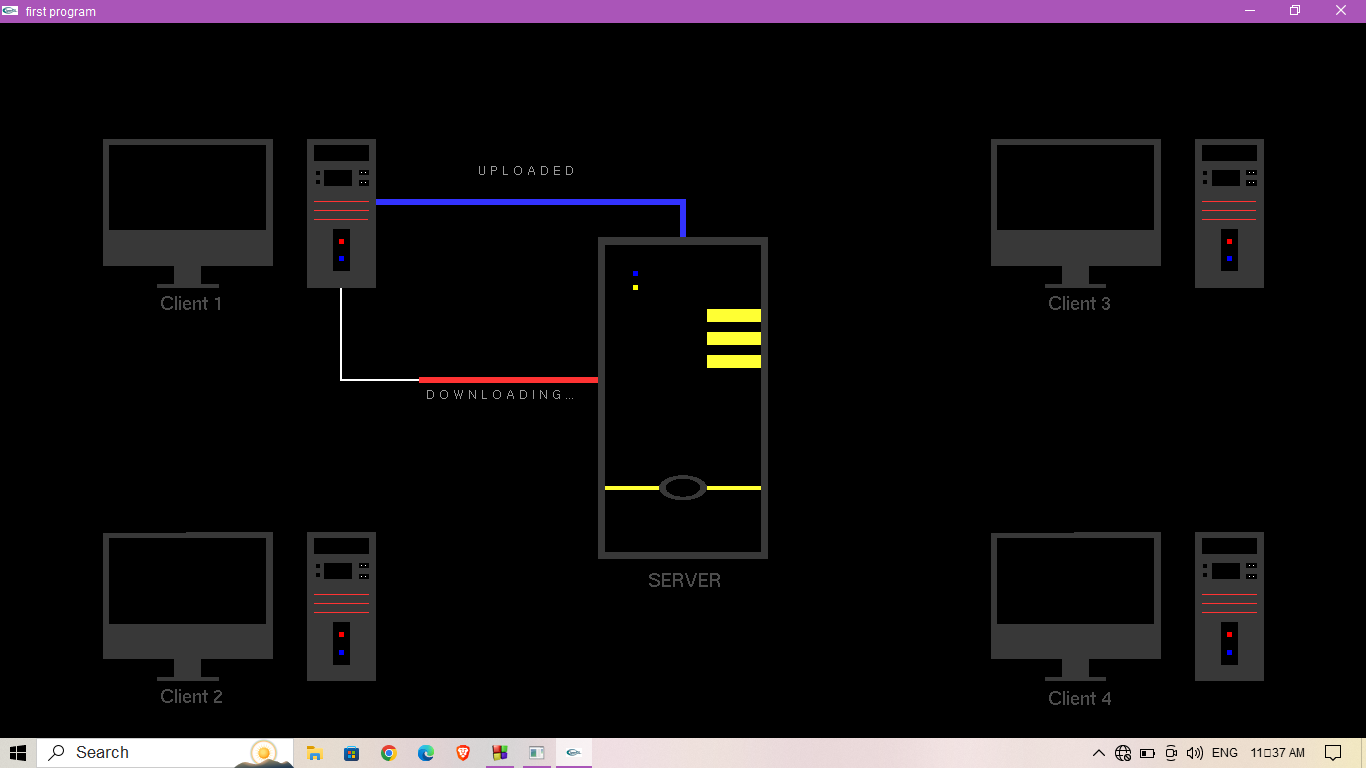 first program
UPLOADED
Client 1
Client 3
DOWNLOADING...
SERVER
Client 2
Client 4
Search
ENG
11□37 AM